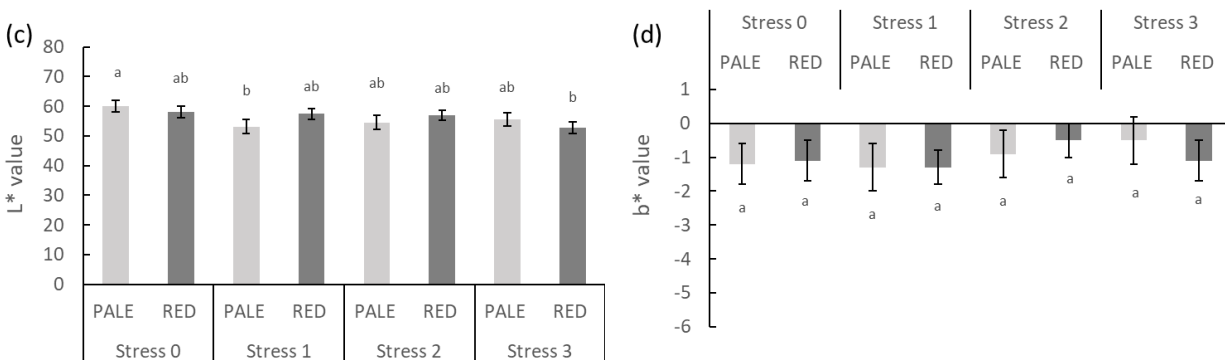 (c)
L* value
80
70
60
50
40
30
20
10
0
a ab b ab ab ab ab b
PALE RED PALE RED PALE RED PALE RED
Stress 0 Stress 1 Stress 2 Stress 3
(d)
Stress 0 Stress 1 Stress 2 Stress 3
PALE RED PALE RED PALE RED PALE RED
b* value
1
0
-1
-2
-3
-4
-5
-6
a a a a a a a a